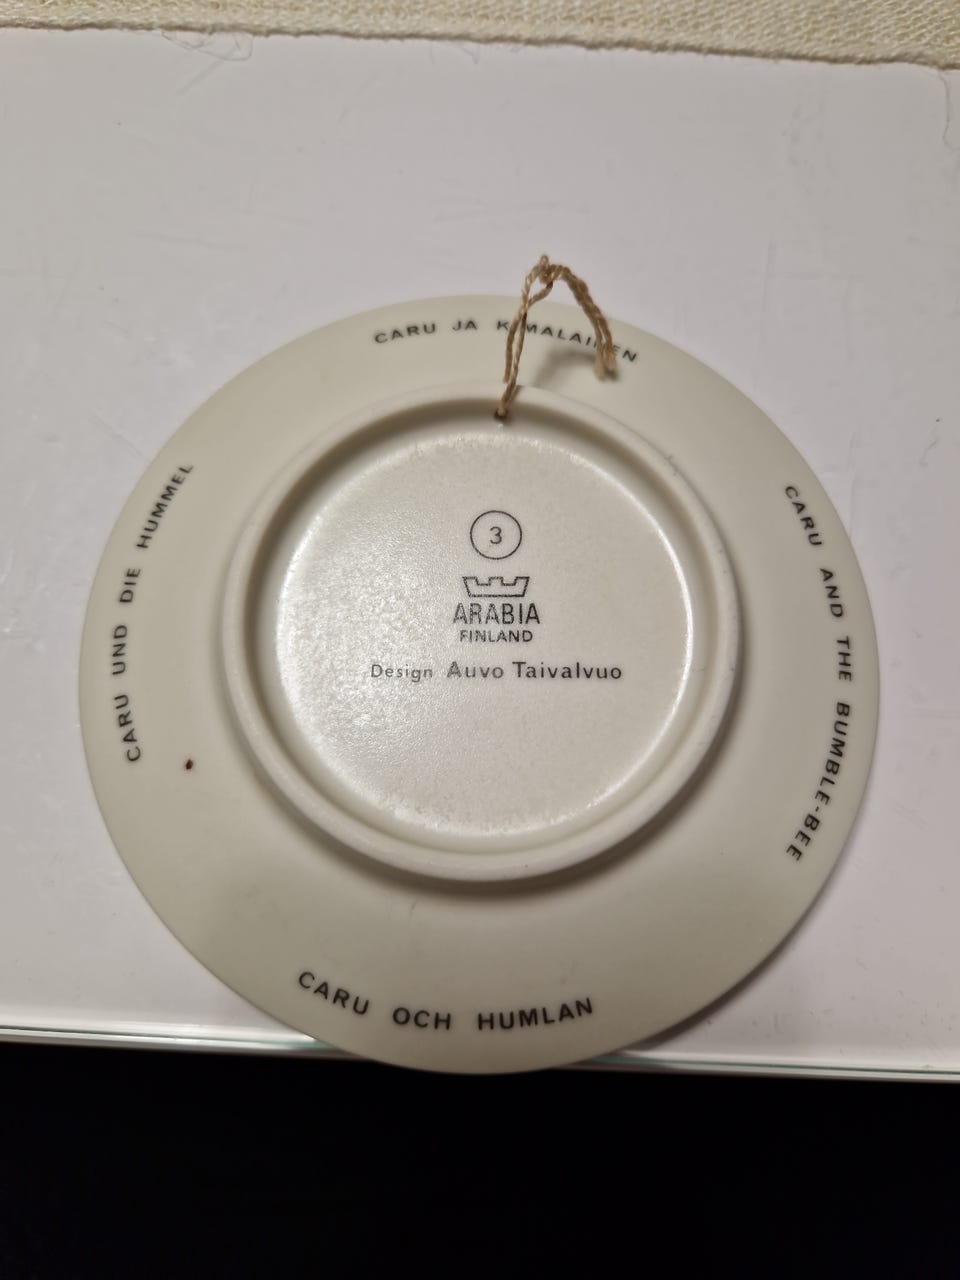 CARU JA KIMALAINEN
CARU AND THE BUMBLE-BEE
CARU OCH HUMLAN
CARU UND DIE HUMMEL
3
ARABIA
FINLAND
Design Auvo Taivalvuo